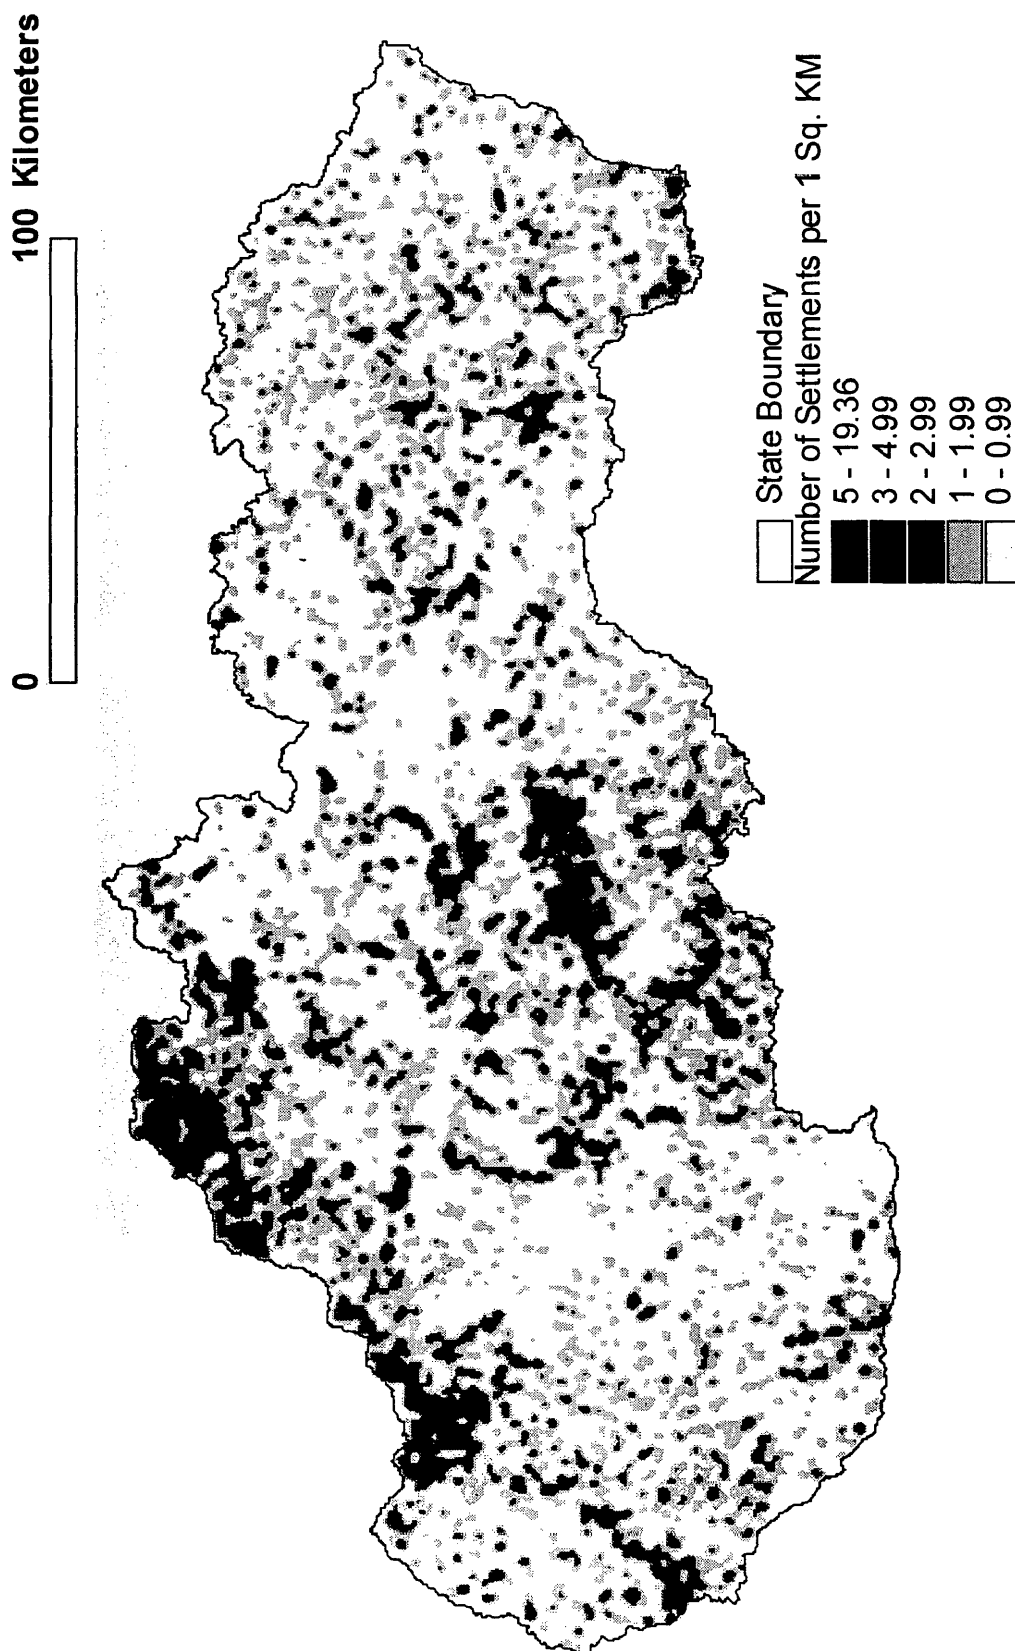 0 100 Kilometers
State Boundary
Number of Settlements per 1 Sq. KM
5 - 19.36
3 - 4.99
2 - 2.99
1 - 1.99
0 - 0.99